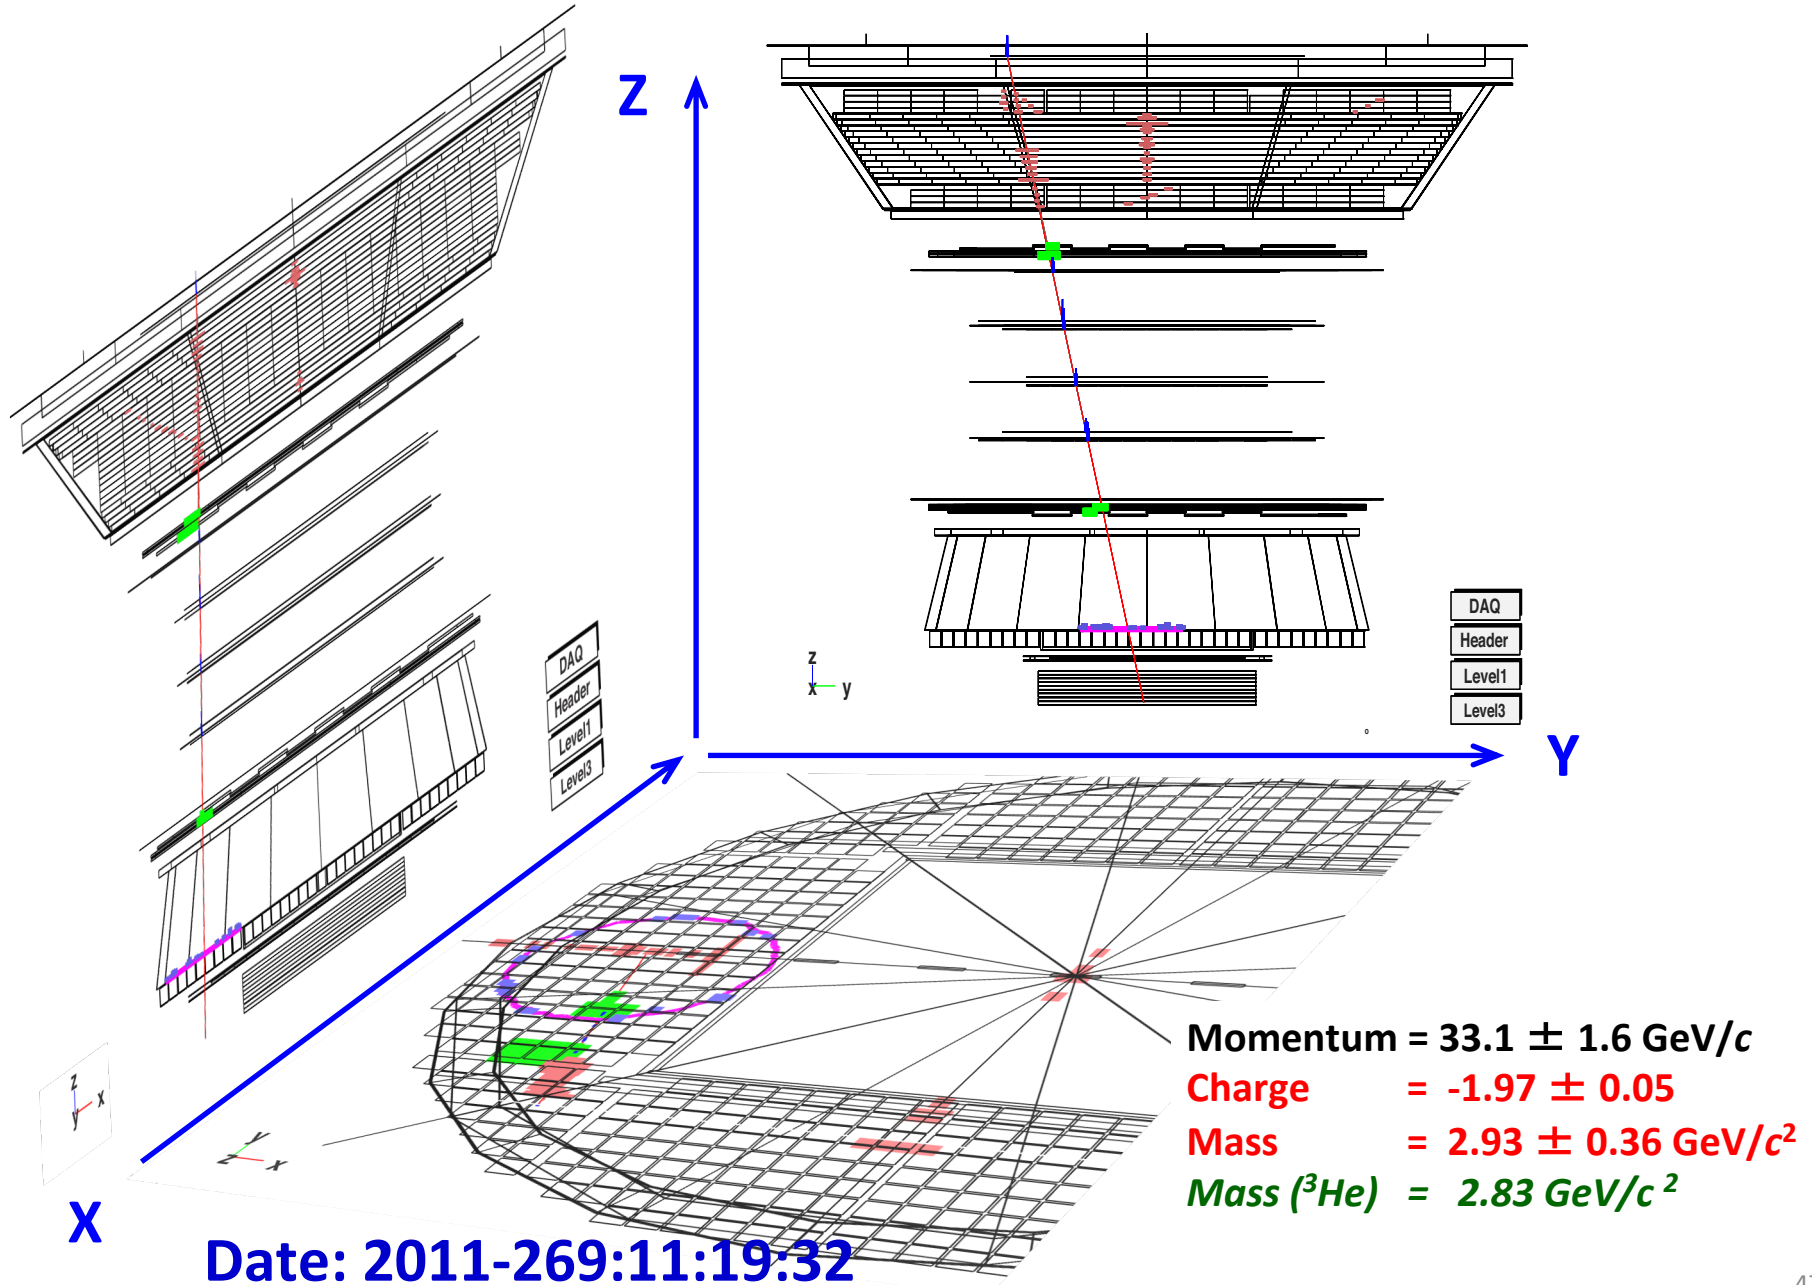 Z
DAQ
Header
Level1
Level3
z
x y
DAQ
Header
Level1
Level3
Y
z
y x
y
z x
X
Momentum = 33.1 ± 1.6 GeV/c
Charge = -1.97 ± 0.05
Mass = 2.93 ± 0.36 GeV/c²
Mass (³He) = 2.83 GeV/c ²
Date: 2011-269:11:19:32